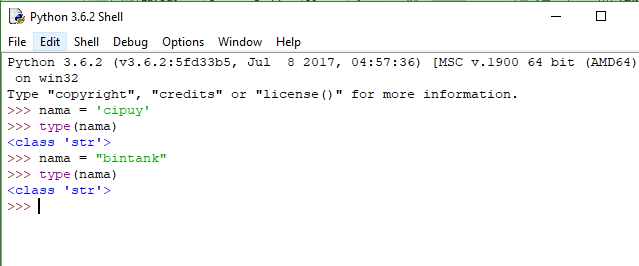 Python 3.6.2 Shell
File Edit Shell Debug Options Window Help
Python 3.6.2 (v3.6.2:5fd33b5, Jul  8 2017, 04:57:36) [MSC v.1900 64 bit (AMD64)
 on win32
Type "copyright", "credits" or "license()" for more information.
>>> nama = 'cipuy'
>>> type(nama)
<class 'str'>
>>> nama = "bintank"
>>> type(nama)
<class 'str'>
>>>